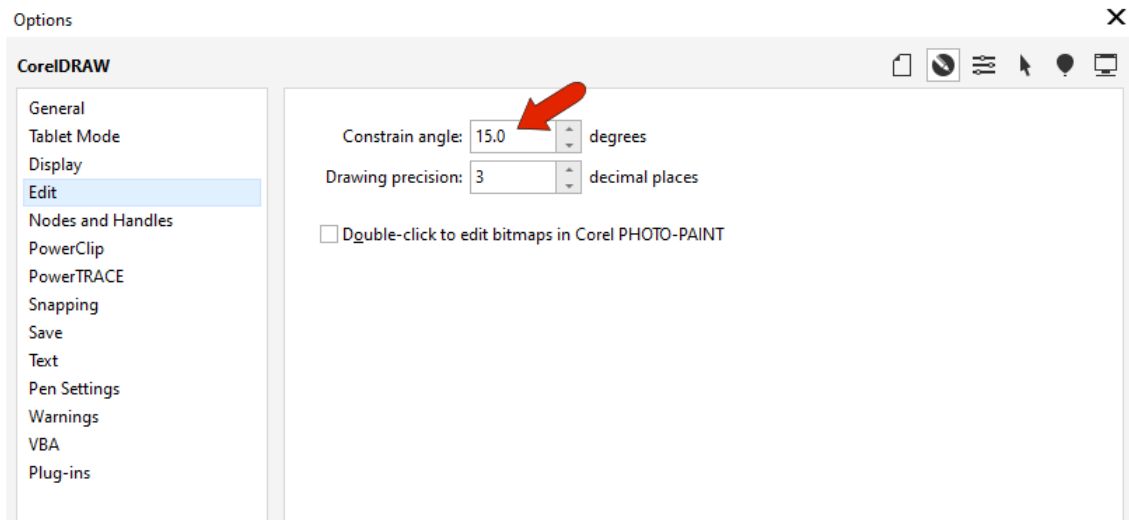 Options
CorelDRAW
General
Tablet Mode
Display
Edit
Nodes and Handles
PowerClip
PowerTRACE
Snapping
Save
Text
Pen Settings
Warnings
VBA
Plug-ins
Constrain angle: 15.0 degrees
Drawing precision: 3 decimal places
Double-click to edit bitmaps in Corel PHOTO-PAINT